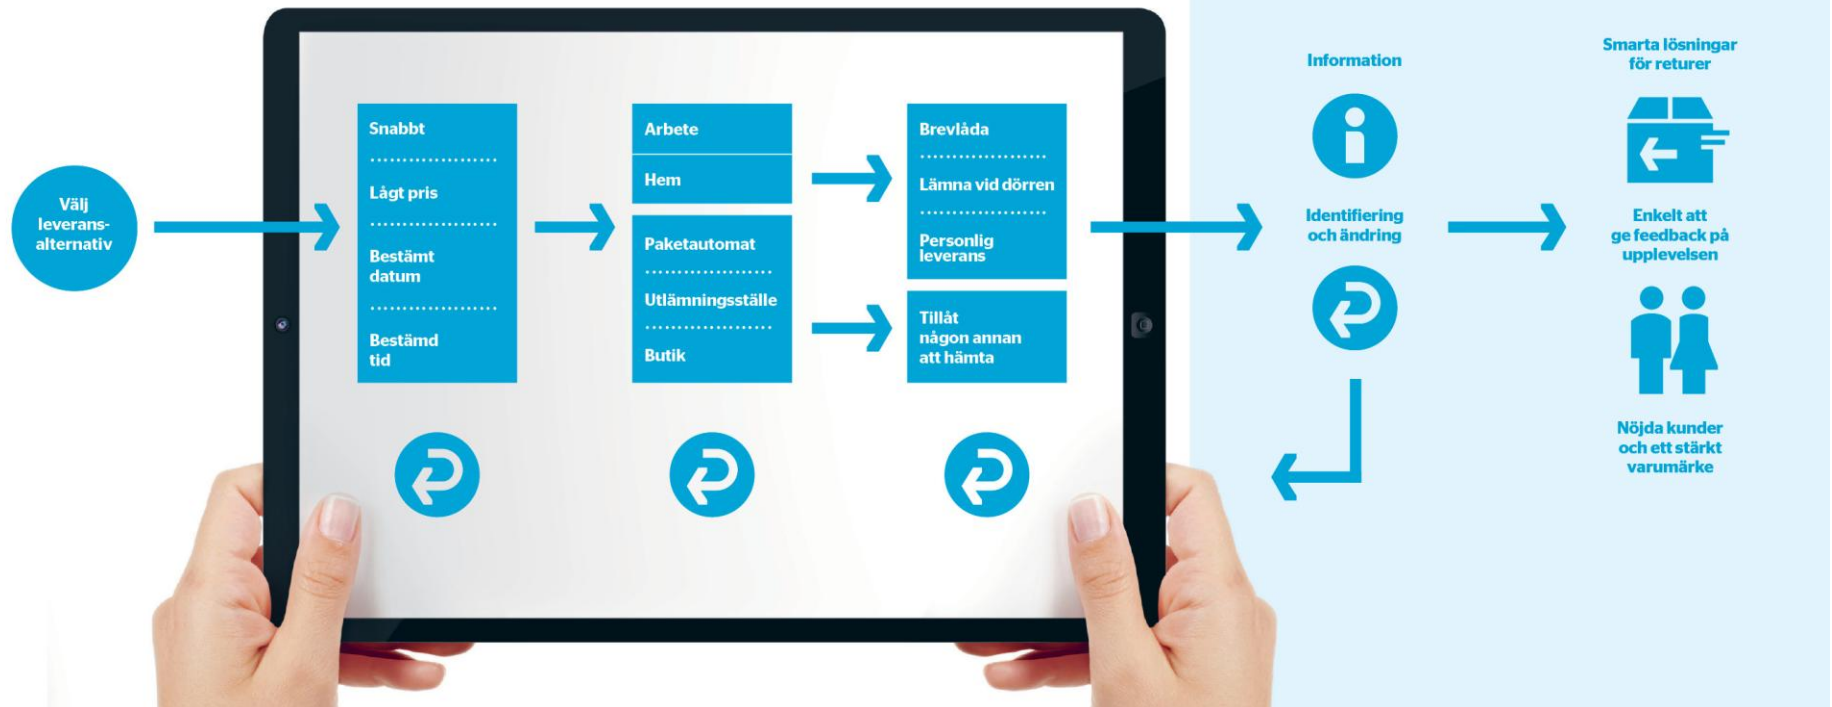 Välj
leverans-
alternativ
Snabbt
Lågt pris
Bestämt
datum
Bestämd
tid
Arbete
Hem
Paketautomat
Utlämningsställe
Butik
Brevlåda
Lämna vid dörren
Personlig
leverans
Tillåt
någon annan
att hämta
Information
Identifiering
och ändring
Smarta lösningar
för returer
Enkelt att
ge feedback på
upplevelsen
Nöjda kunder
och ett stärkt
varumärke